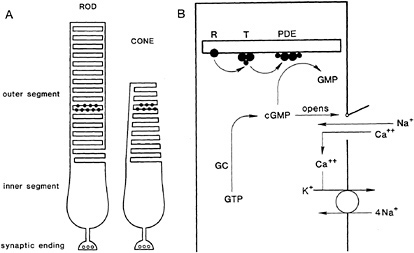 A
ROD
CONE
outer segment
inner segment
synaptic ending
B
R T PDE
GMP
cGMP opens
Na⁺
Ca⁺⁺
GC
Ca⁺⁺
GTP
K⁺
4Na⁺